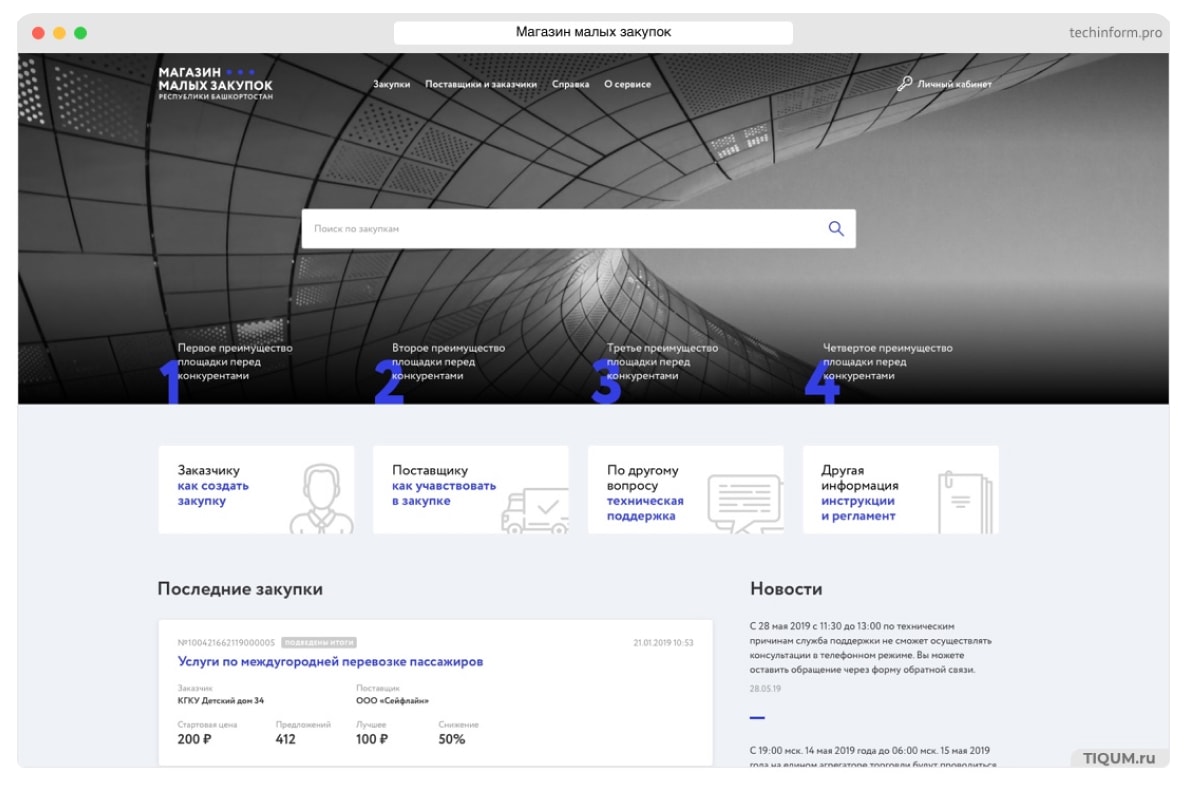 Магазин малых закупок
techinform.pro
МАГАЗИН
МАЛЫХ ЗАКУПОК
РЕСПУБЛИКИ БАШКОРТОСТАН
Закупки Поставщики и заказчики Справка О сервисе
Личный кабинет
Поиск по закупкам
1
Первое преимущество
площадки перед
конкурентами
2
Второе преимущество
площадки перед
конкурентами
3
Третье преимущество
площадки перед
конкурентами
4
Четвертое преимущество
площадки перед
конкурентами
Заказчику
как создать
закупку
Поставщику
как учавствовать
в закупке
По другому
вопросу
техническая
поддержка
Другая
информация
инструкции
и регламент
Последние закупки
№100421662119000005 ПОДВЕДЕНЫ ИТОГИ 21.01.2019 10:53
Услуги по междугородней перевозке пассажиров
Заказчик Поставщик
КГКУ Детский дом 34 ООО «Сейфлайн»
Стартовая цена Предложений Лучшее Снижение
200 ₽ 412 100 ₽ 50%
Новости
С 28 мая 2019 с 11:30 до 13:00 по техническим
причинам служба поддержки не сможет осуществлять
консультации в телефонном режиме. Вы можете
оставить обращение через форму обратной связи.
28.05.19
С 19:00 мск. 14 мая 2019 года до 06:00 мск. 15 мая 2019
года на едином агрегаторе торговли будут проводиться
TIQUM.ru